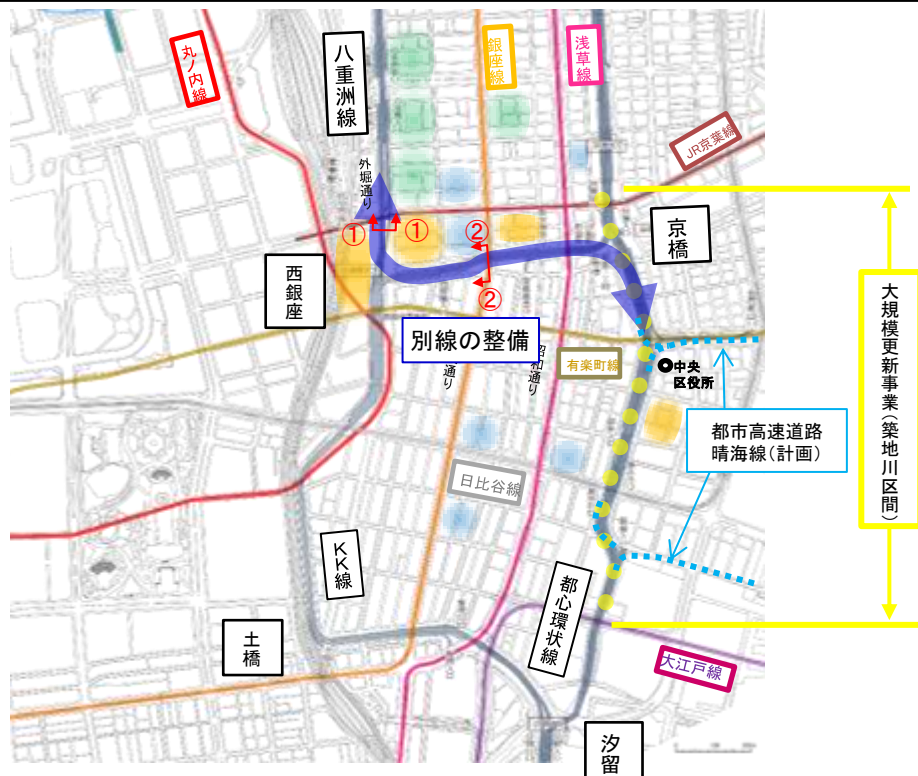 丸ノ内線
八重洲線
銀座線
浅草線
JR京葉線
外堀通り
①
①
②
②
京橋
西銀座
別線の整備
昭和通り
有楽町線
中央
区役所
大規模更新事業(築地川区間)
都市高速道路
晴海線(計画)
日比谷線
KK線
都心環状線
土橋
大江戸線
汐留